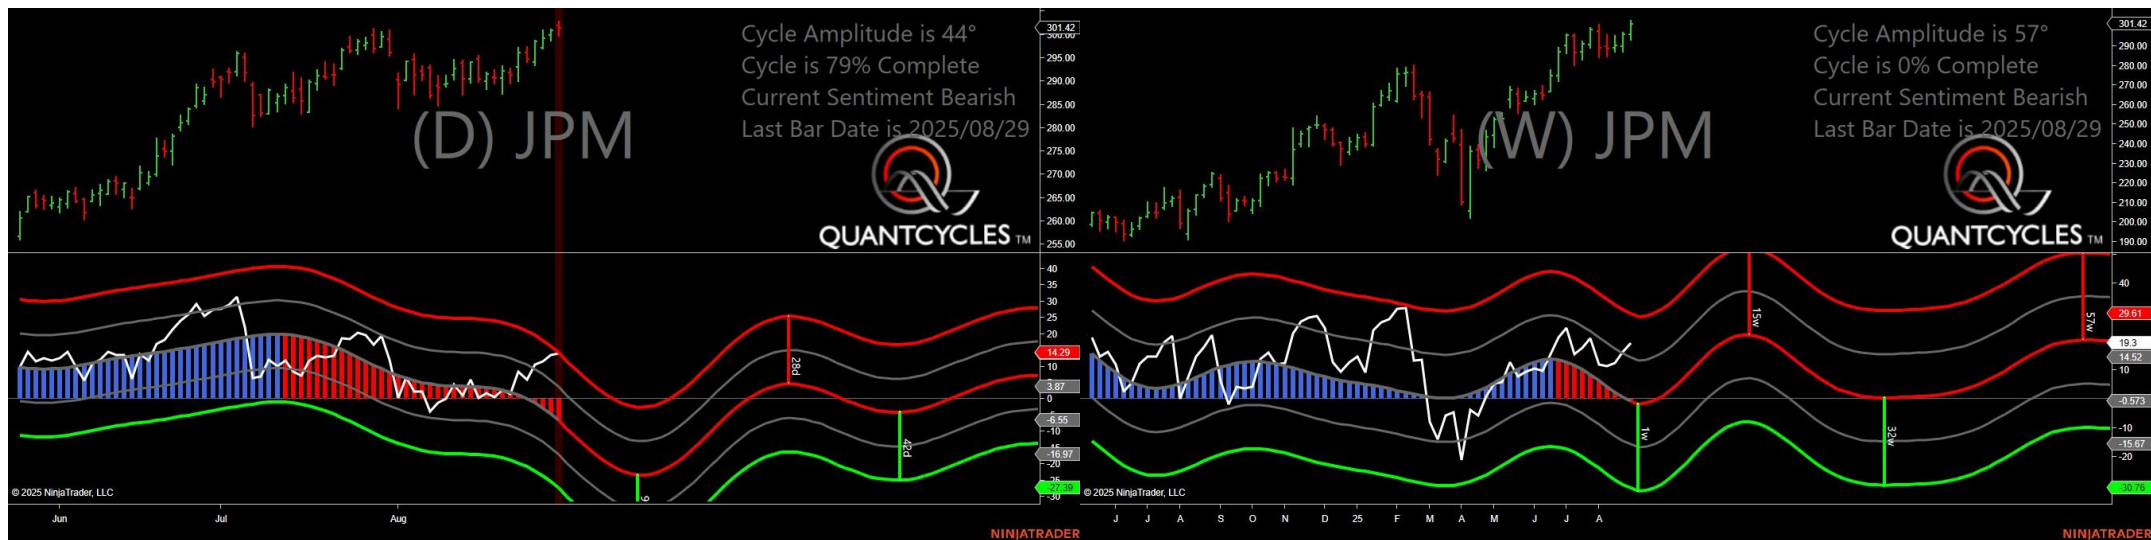 Cycle Amplitude is 44°
Cycle is 79% Complete
Current Sentiment Bearish
Last Bar Date is 2025/08/29
(D) JPM
QUANTCYCLES TM
301.42
300.00
295.00
290.00
285.00
280.00
275.00
270.00
265.00
260.00
255.00
40
35
30
25
20
14.29
3.87
0
-6.55
-10
-15
-16.97
-20
-25
-27.39
-30
28d
42d
9
© 2025 NinjaTrader, LLC
Jun Jul Aug
NINJATRADER
Cycle Amplitude is 57°
Cycle is 0% Complete
Current Sentiment Bearish
Last Bar Date is 2025/08/29
(W) JPM
QUANTCYCLES TM
301.42
290.00
280.00
270.00
260.00
250.00
240.00
230.00
220.00
210.00
200.00
190.00
40
29.61
19.3
14.52
10
-0.573
-10
-15.67
-20
-30.76
15w
57w
1w
32w
© 2025 NinjaTrader, LLC
J J A S O N D 25 F M A M J J A
NINJATRADER